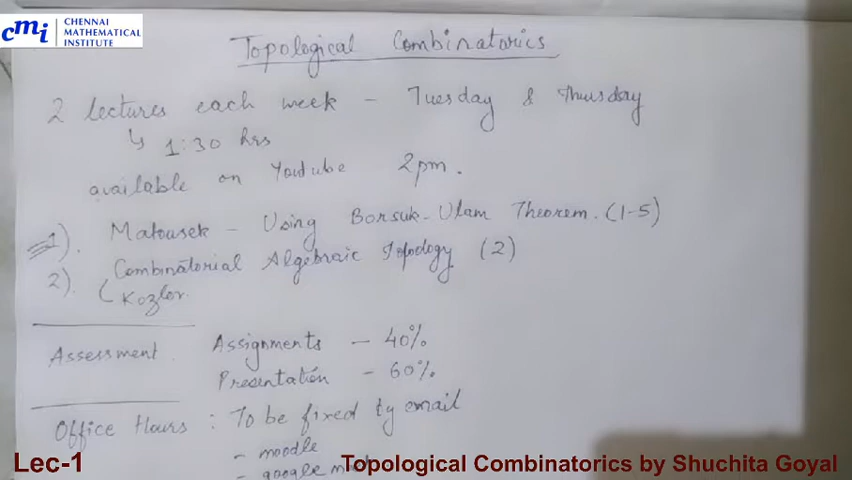 cmi
CHENNAI
MATHEMATICAL
INSTITUTE
Topological Combinatorics
2 lectures each week - Tuesday & Thursday
↳ 1:30 hrs
available on Youtube 2pm.
1). Matousek - Using Borsuk-Ulam Theorem. (1-5)
2). Combinatorial Algebraic Topology (2)
(Kozlov
Assessment Assignments - 40%
Presentation - 60%
Office Hours : To be fixed by email
- moodle
- google
Lec-1
Topological Combinatorics by Shuchita Goyal